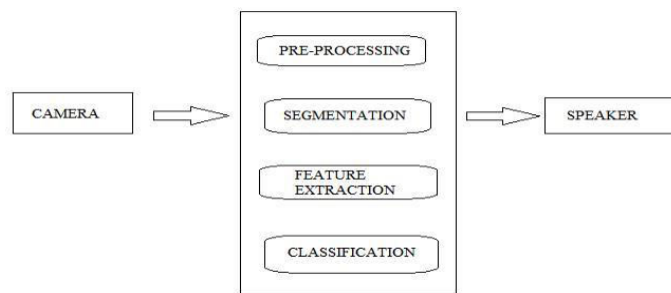 CAMERA
PRE-PROCESSING
SEGMENTATION
FEATURE
EXTRACTION
CLASSIFICATION
SPEAKER